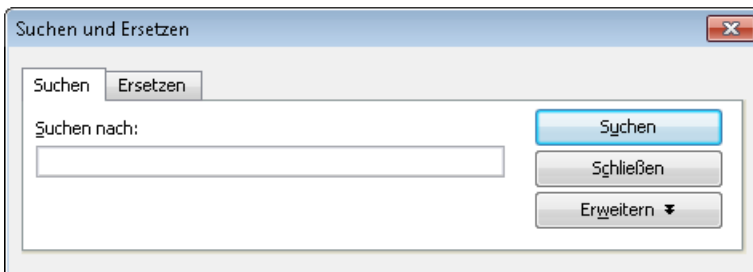 Suchen und Ersetzen
Suchen Ersetzen
Suchen nach:
Suchen
Schließen
Erweitern